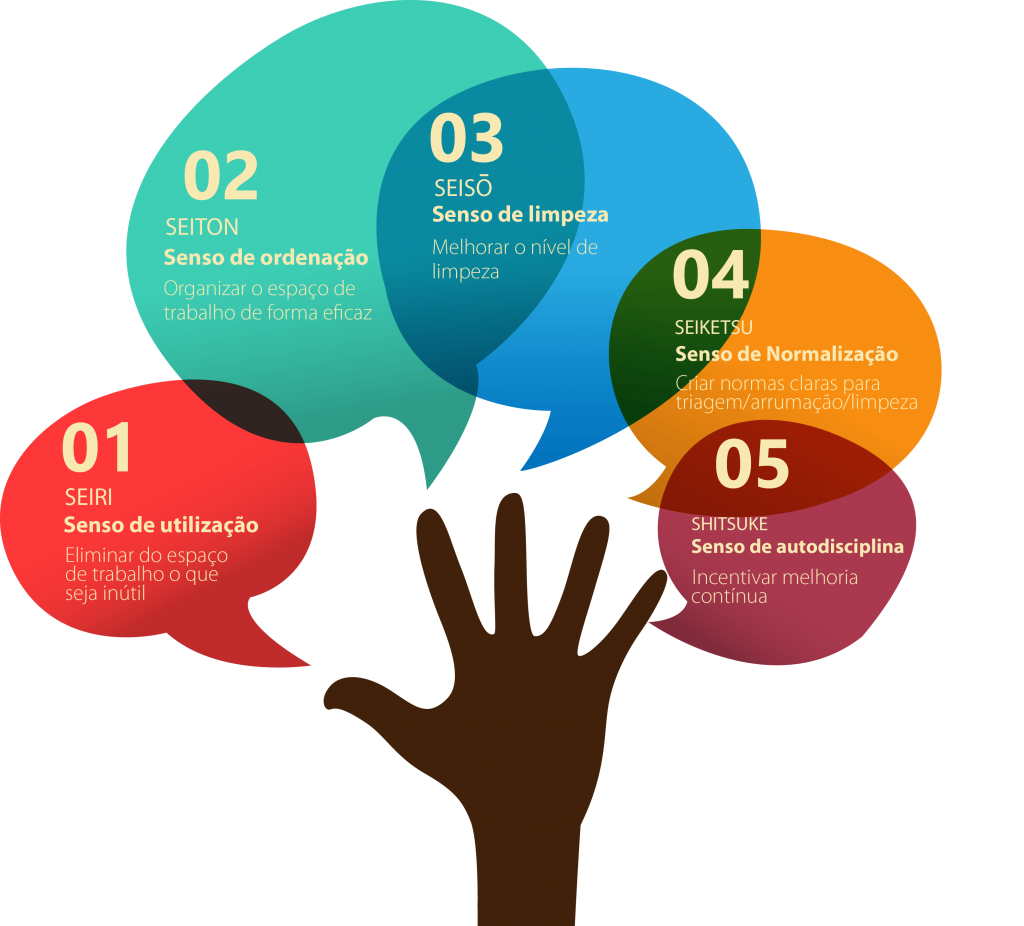 01
SEIRI
Senso de utilização
Eliminar do espaço
de trabalho o que
seja inútil
02
SEITON
Senso de ordenação
Organizar o espaço de
trabalho de forma eficaz
03
SEISŌ
Senso de limpeza
Melhorar o nível de
limpeza
04
SEIKETSU
Senso de Normalização
Criar normas claras para
triagem/arrumação/limpeza
05
SHITSUKE
Senso de autodisciplina
Incentivar melhoria
contínua